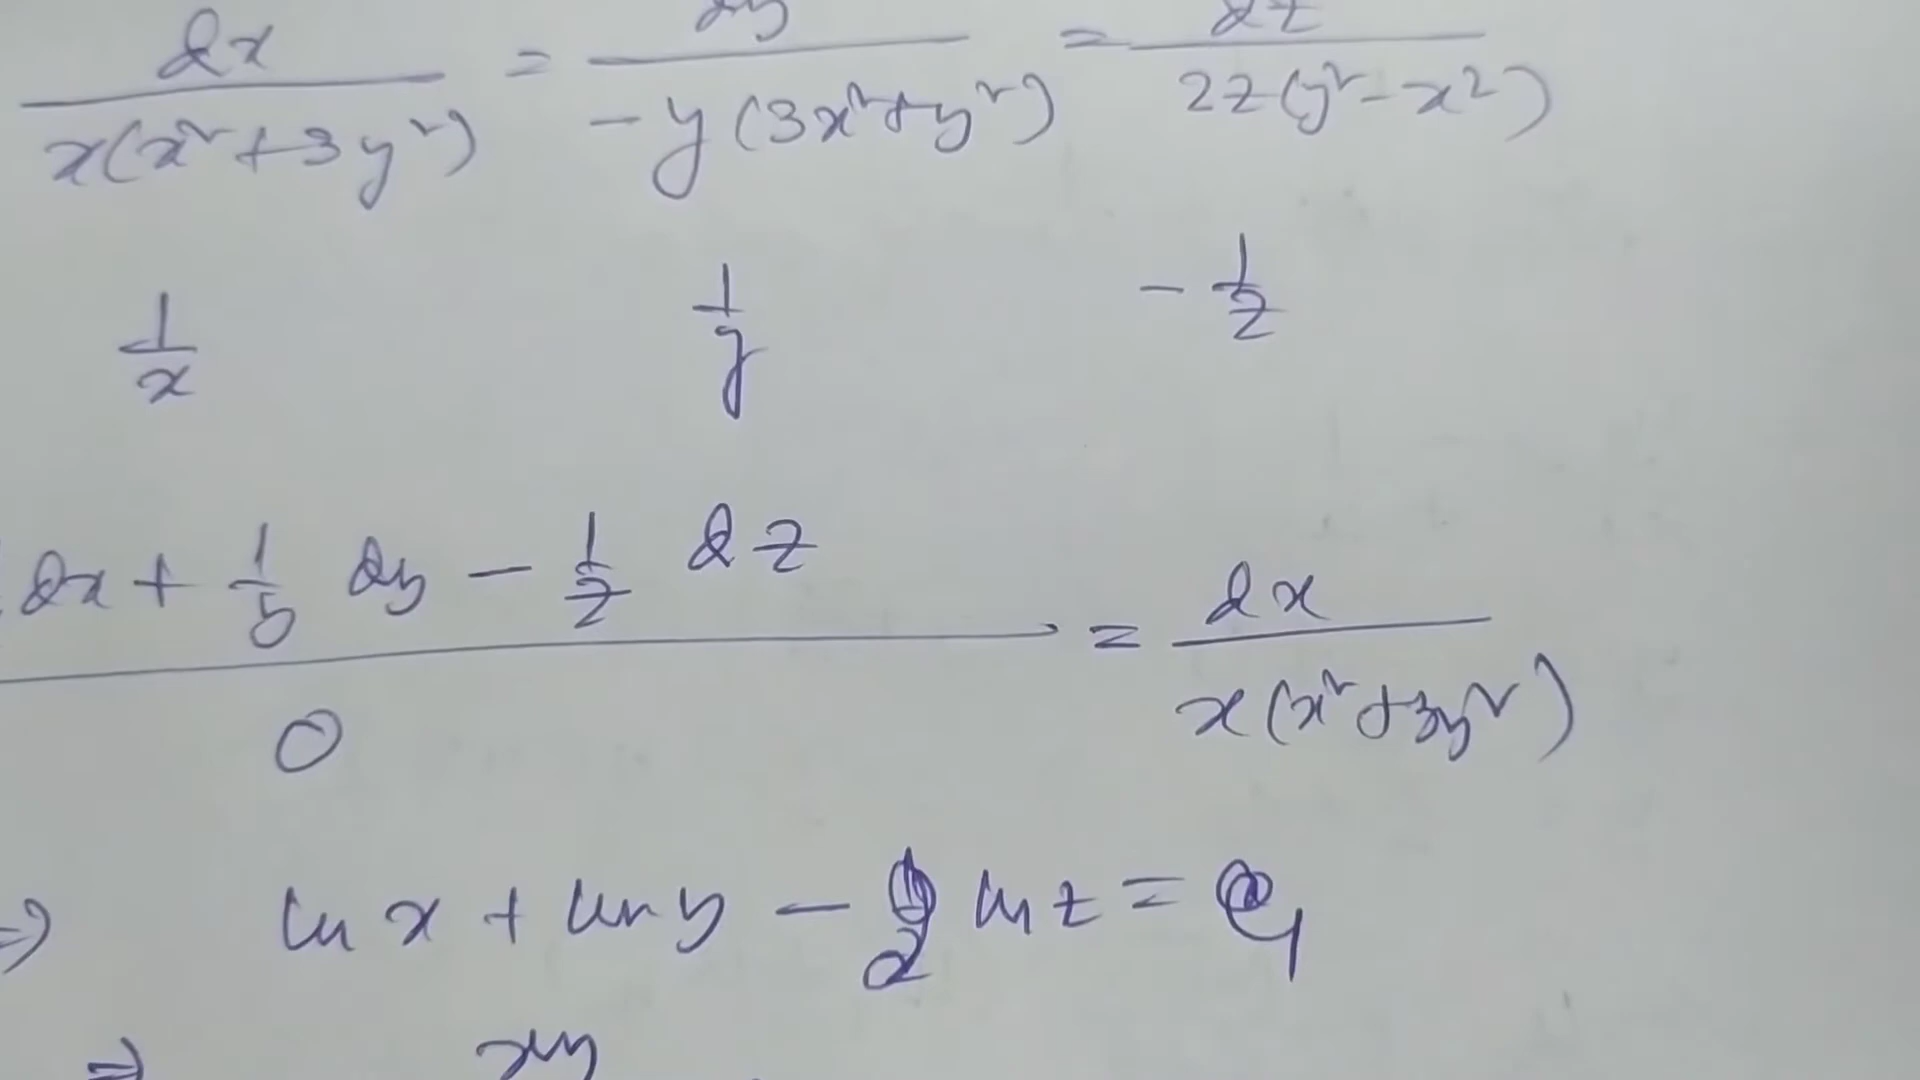 dx/x(x²+3y²) = dy/-y(3x²+y²) = dz/2z(y²-x²)
1/x 1/y -1/z
dx + 1/y dy - 1/z dz / 0 = dx/x(x²+3y²)
⇒ ln x + ln y - ln z = C₁
⇒ xy